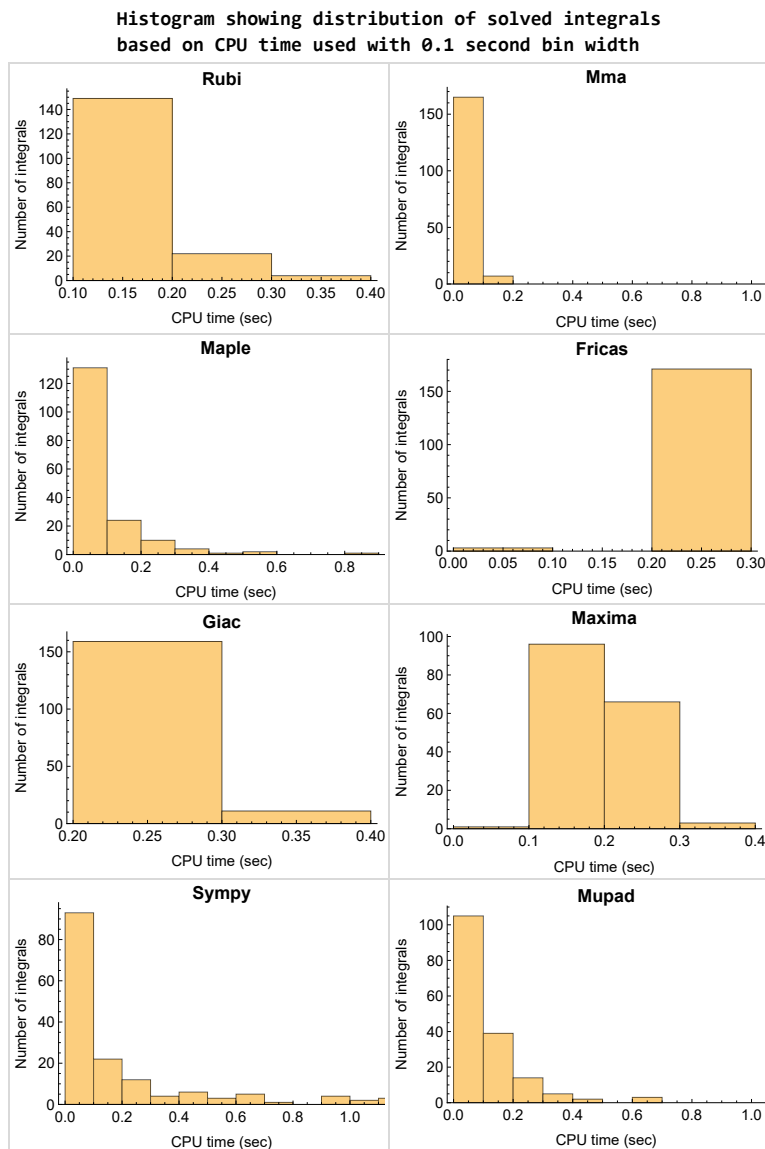 Histogram showing distribution of solved integrals
based on CPU time used with 0.1 second bin width
Rubi
Number of integrals
140
120
100
80
60
40
20
0
0.10 0.15 0.20 0.25 0.30 0.35 0.40
CPU time (sec)
Mma
Number of integrals
150
100
50
0
0.0 0.2 0.4 0.6 0.8 1.0
CPU time (sec)
Maple
Number of integrals
120
100
80
60
40
20
0
0.0 0.2 0.4 0.6 0.8
CPU time (sec)
Fricas
Number of integrals
150
100
50
0
0.00 0.05 0.10 0.15 0.20 0.25 0.30
CPU time (sec)
Giac
Number of integrals
150
100
50
0
0.20 0.25 0.30 0.35 0.40
CPU time (sec)
Maxima
Number of integrals
100
80
60
40
20
0
0.0 0.1 0.2 0.3 0.4
CPU time (sec)
Sympy
Number of integrals
80
60
40
20
0
0.0 0.2 0.4 0.6 0.8 1.0
CPU time (sec)
Mupad
Number of integrals
100
80
60
40
20
0
0.0 0.2 0.4 0.6 0.8 1.0
CPU time (sec)